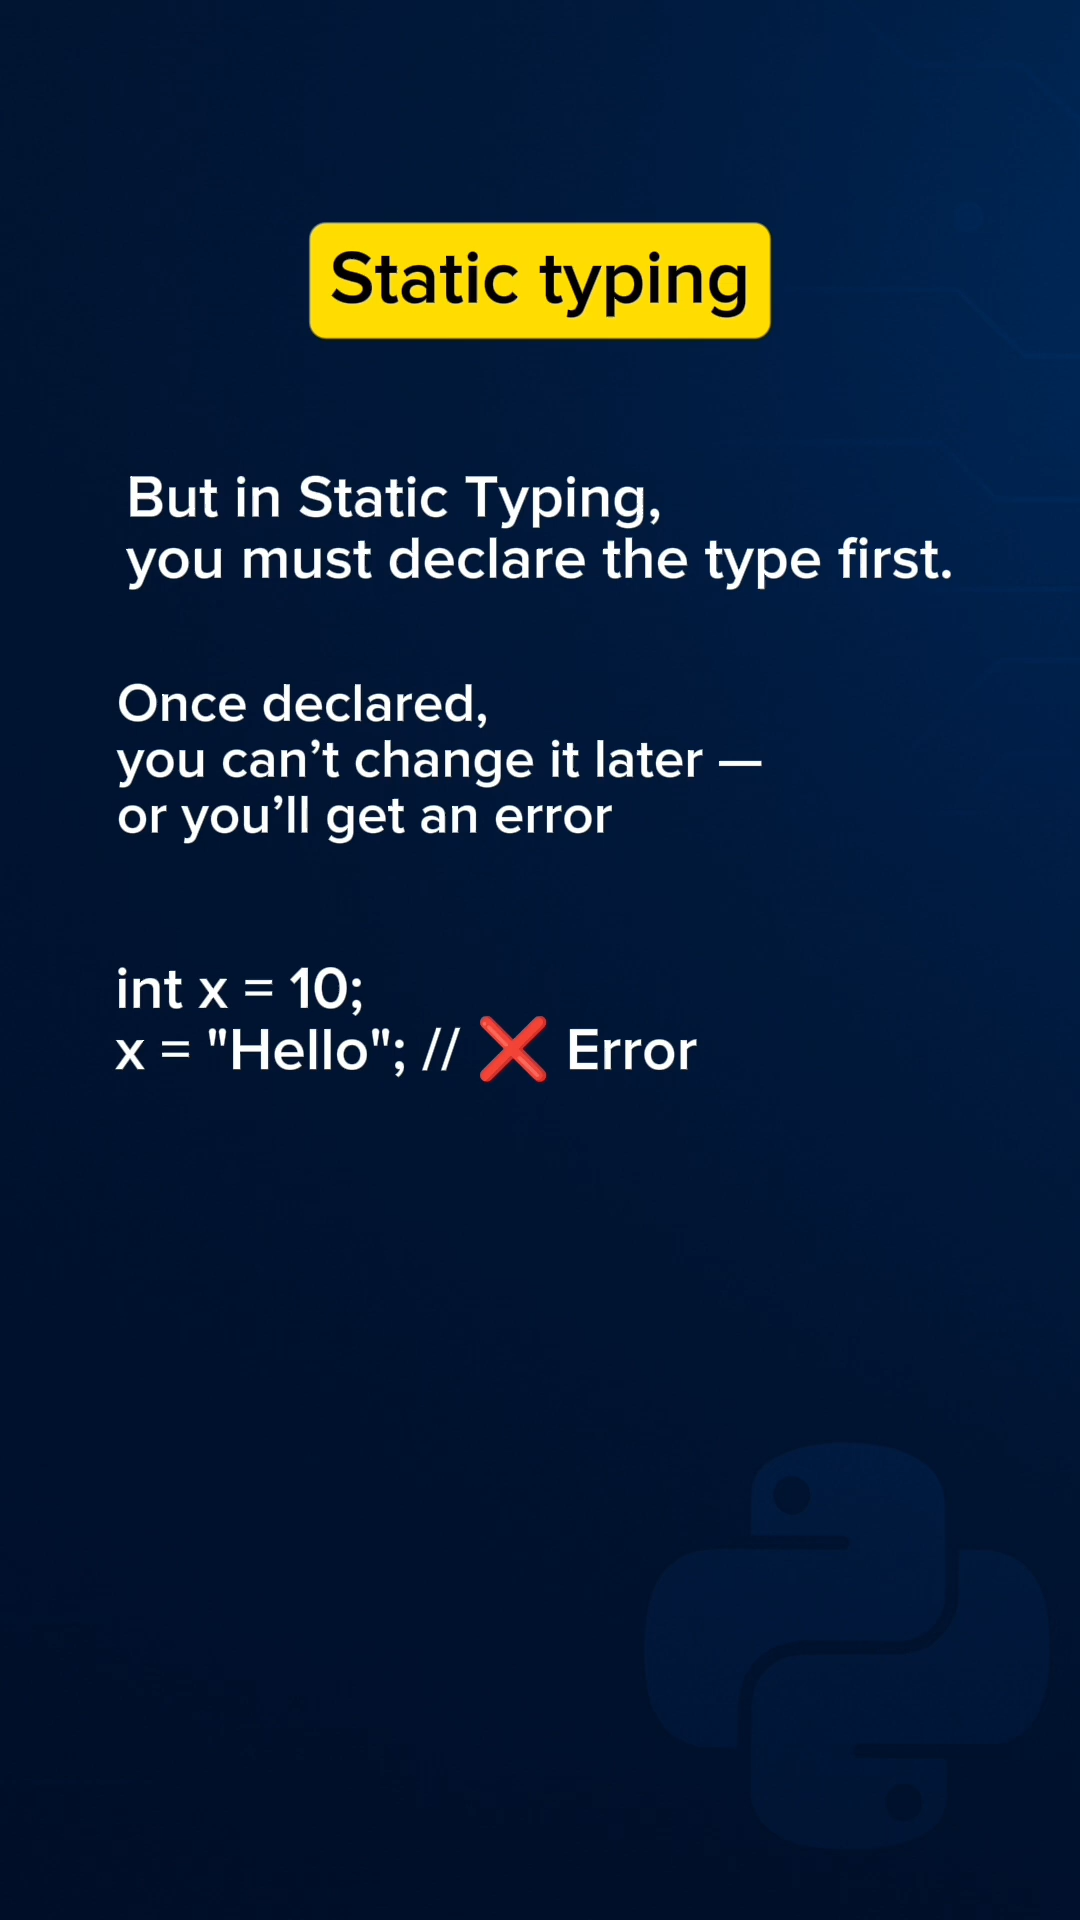 Static typing
But in Static Typing,
you must declare the type first.
Once declared,
you can’t change it later —
or you’ll get an error
int x = 10;
x = "Hello"; // ❌ Error